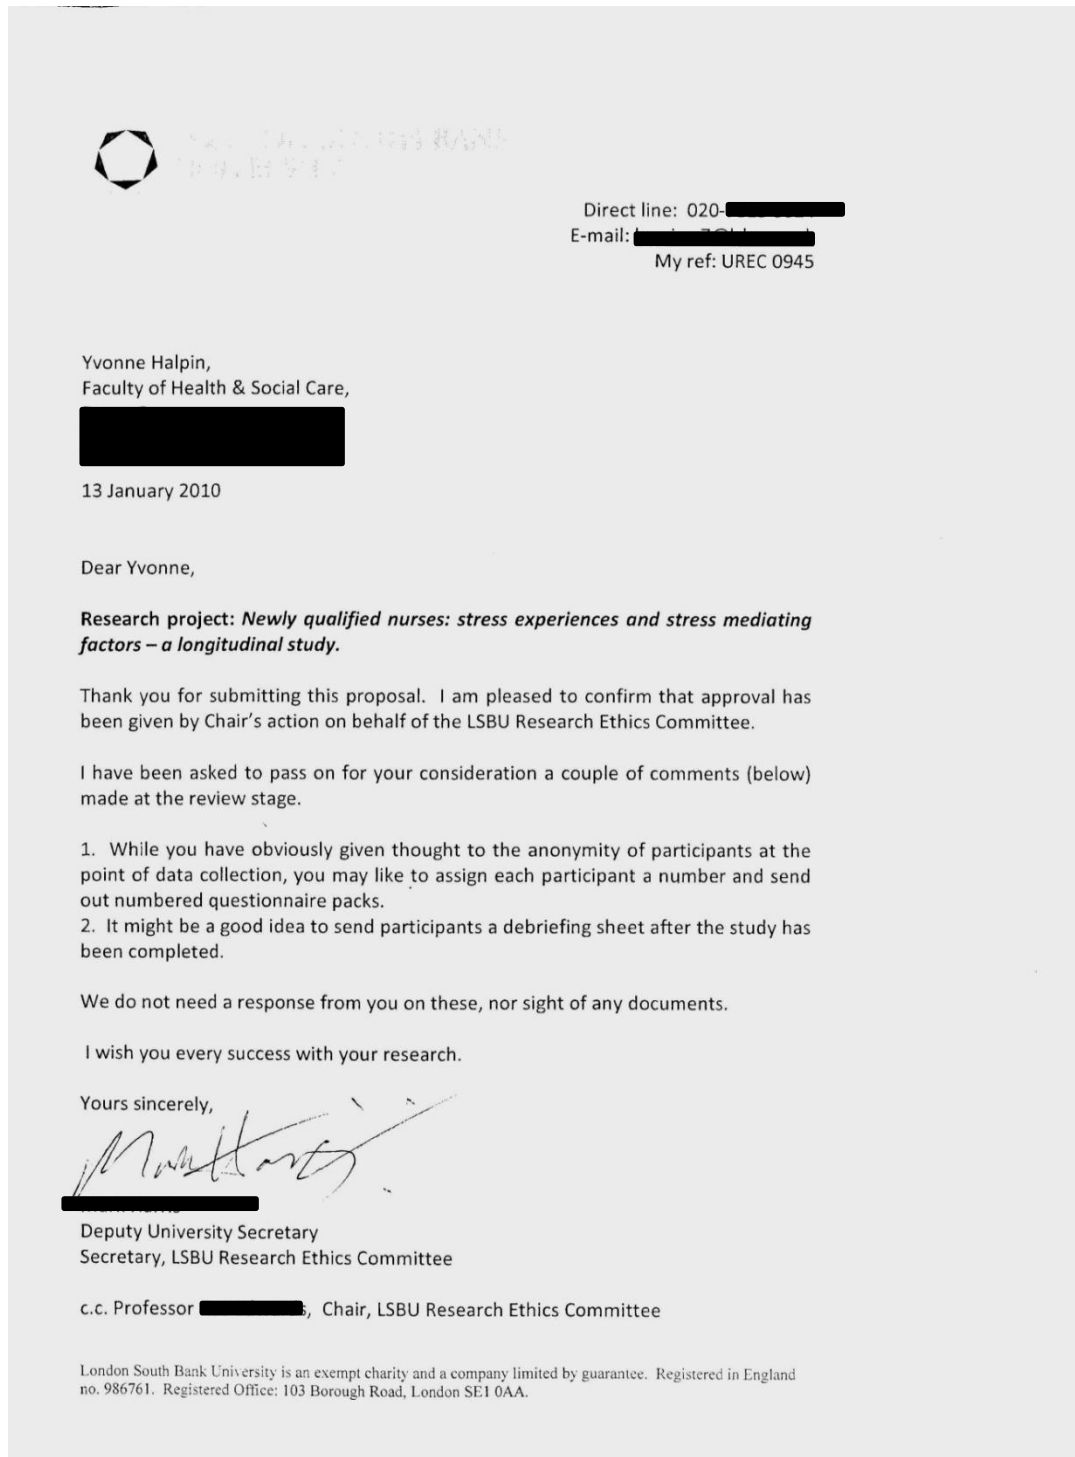 Direct line: 020-
E-mail:
My ref: UREC 0945
Yvonne Halpin,
Faculty of Health & Social Care,
13 January 2010
Dear Yvonne,
Research project: Newly qualified nurses: stress experiences and stress mediating
factors – a longitudinal study.
Thank you for submitting this proposal. I am pleased to confirm that approval has
been given by Chair's action on behalf of the LSBU Research Ethics Committee.
I have been asked to pass on for your consideration a couple of comments (below)
made at the review stage.
1. While you have obviously given thought to the anonymity of participants at the
point of data collection, you may like to assign each participant a number and send
out numbered questionnaire packs.
2. It might be a good idea to send participants a debriefing sheet after the study has
been completed.
We do not need a response from you on these, nor sight of any documents.
I wish you every success with your research.
Yours sincerely,
Deputy University Secretary
Secretary, LSBU Research Ethics Committee
c.c. Professor , Chair, LSBU Research Ethics Committee
London South Bank University is an exempt charity and a company limited by guarantee. Registered in England
no. 986761. Registered Office: 103 Borough Road, London SE1 0AA.